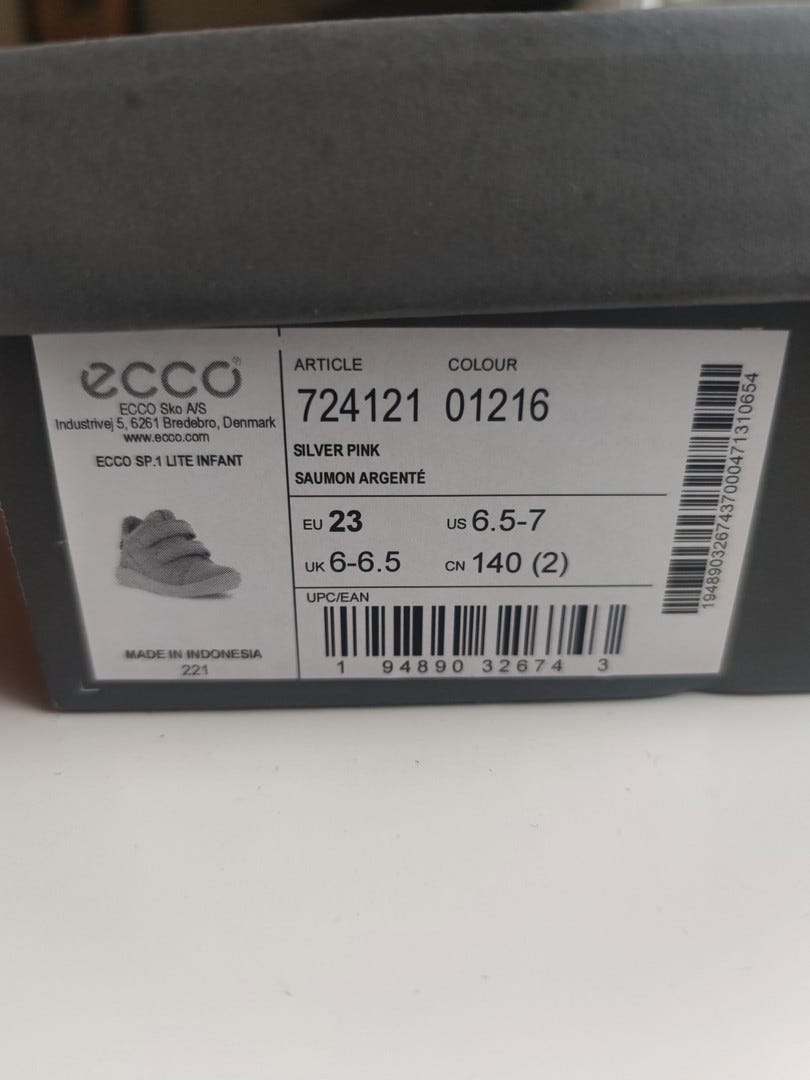 ecco®
ECCO Sko A/S
Industrivej 5, 6261 Bredebro, Denmark
www.ecco.com
ECCO SP.1 LITE INFANT
MADE IN INDONESIA
221
ARTICLE COLOUR
724121 01216
SILVER PINK
SAUMON ARGENTÉ
EU 23 US 6.5-7
UK 6-6.5 CN 140 (2)
UPC/EAN
1 94890 32674 3
1948903267437000471310654